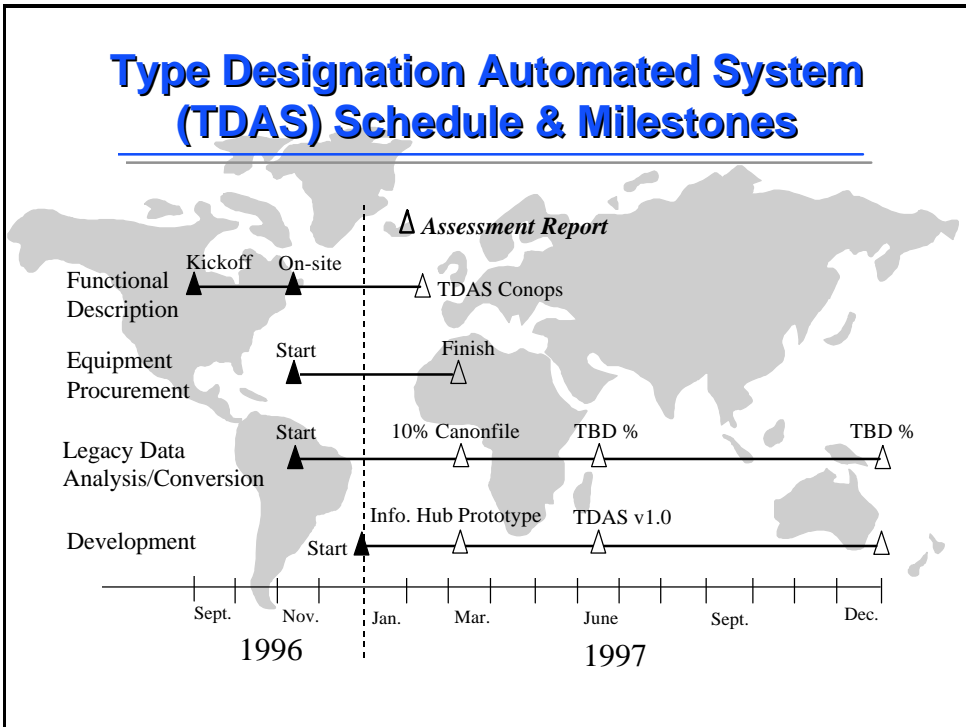 Type Designation Automated System
(TDAS) Schedule & Milestones
Assessment Report
Kickoff
On-site
Functional
Description
TDAS Conops
Equipment
Procurement
Start
Finish
Legacy Data
Analysis/Conversion
Start
10% Canonfile
TBD %
TBD %
Development
Start
Info. Hub Prototype
TDAS v1.0
Sept.
Nov.
Jan.
Mar.
June
Sept.
Dec.
1996
1997